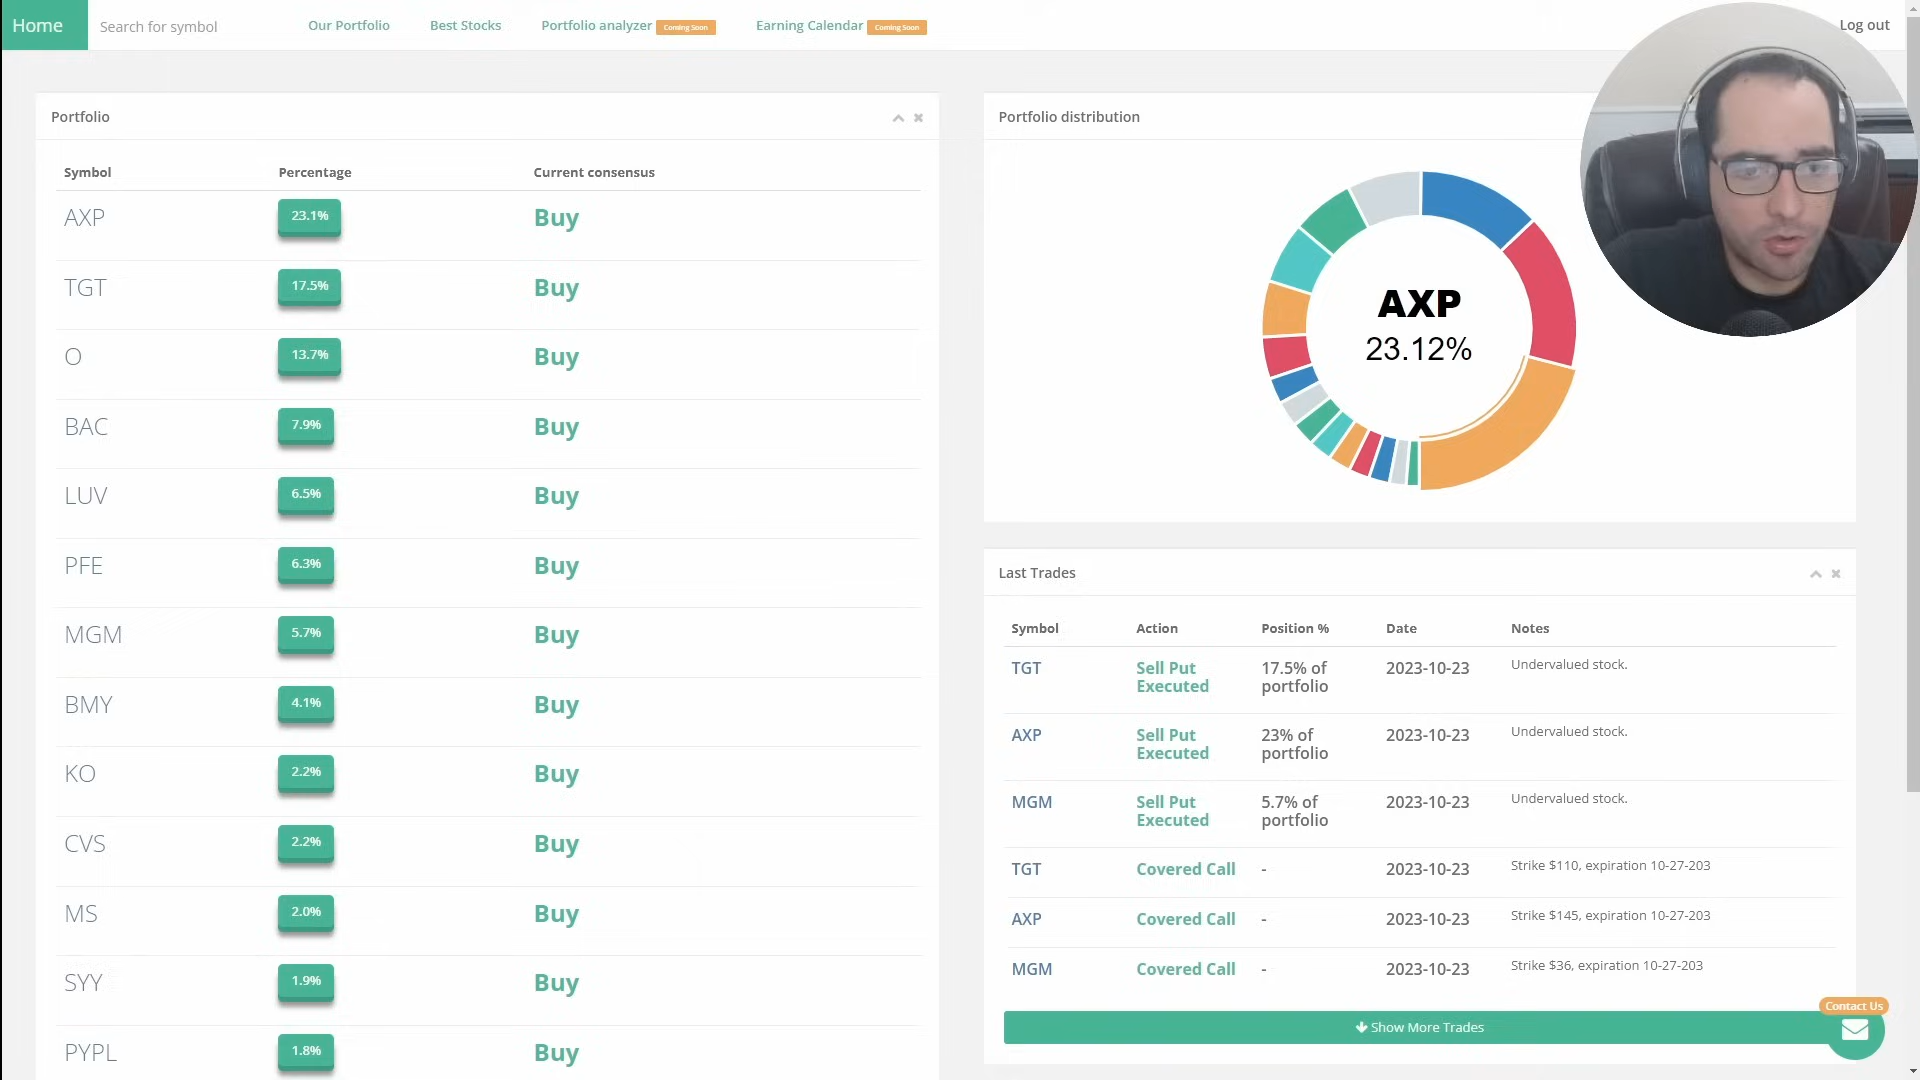 Home
Search for symbol
Our Portfolio
Best Stocks
Portfolio analyzer Coming Soon
Earning Calendar Coming Soon
Log out
Portfolio
Symbol Percentage Current consensus
AXP 23.1% Buy
TGT 17.5% Buy
O 13.7% Buy
BAC 7.9% Buy
LUV 6.5% Buy
PFE 6.3% Buy
MGM 5.7% Buy
BMY 4.1% Buy
KO 2.2% Buy
CVS 2.2% Buy
MS 2.0% Buy
SYY 1.9% Buy
PYPL 1.8% Buy
Portfolio distribution
AXP
23.12%
Last Trades
Symbol Action Position % Date Notes
TGT Sell Put 17.5% of 2023-10-23 Undervalued stock.
Executed portfolio
AXP Sell Put 23% of 2023-10-23 Undervalued stock.
Executed portfolio
MGM Sell Put 5.7% of 2023-10-23 Undervalued stock.
Executed portfolio
TGT Covered Call - 2023-10-23 Strike $110, expiration 10-27-203
AXP Covered Call - 2023-10-23 Strike $145, expiration 10-27-203
MGM Covered Call - 2023-10-23 Strike $36, expiration 10-27-203
Contact Us
Show More Trades